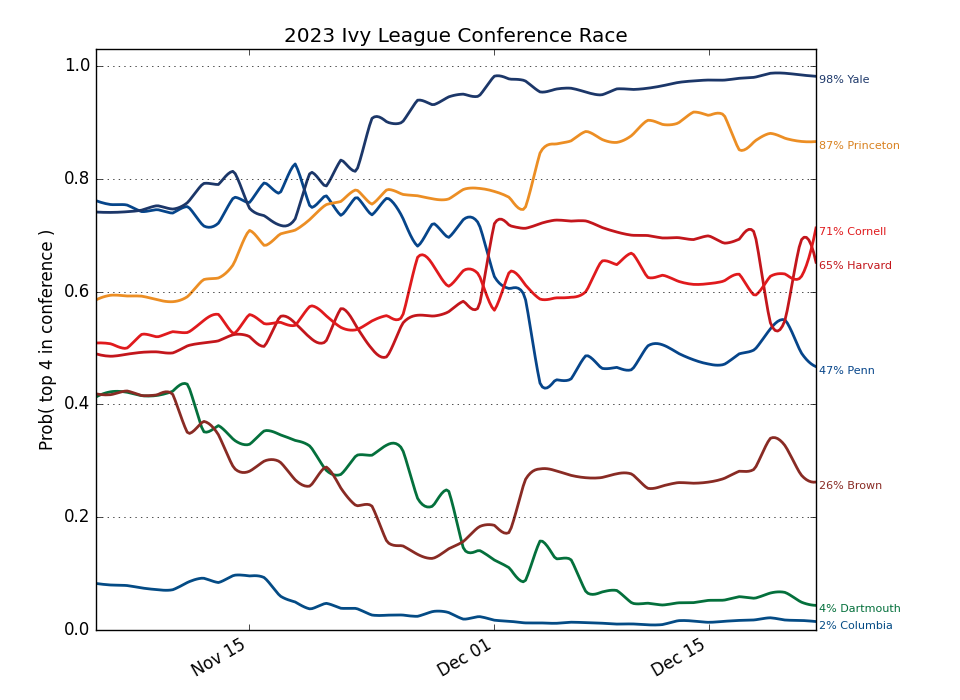 2023 Ivy League Conference Race
Prob( top 4 in conference )
1.0
0.8
0.6
0.4
0.2
0.0
Nov 15
Dec 01
Dec 15
98% Yale
87% Princeton
71% Cornell
65% Harvard
47% Penn
26% Brown
4% Dartmouth
2% Columbia